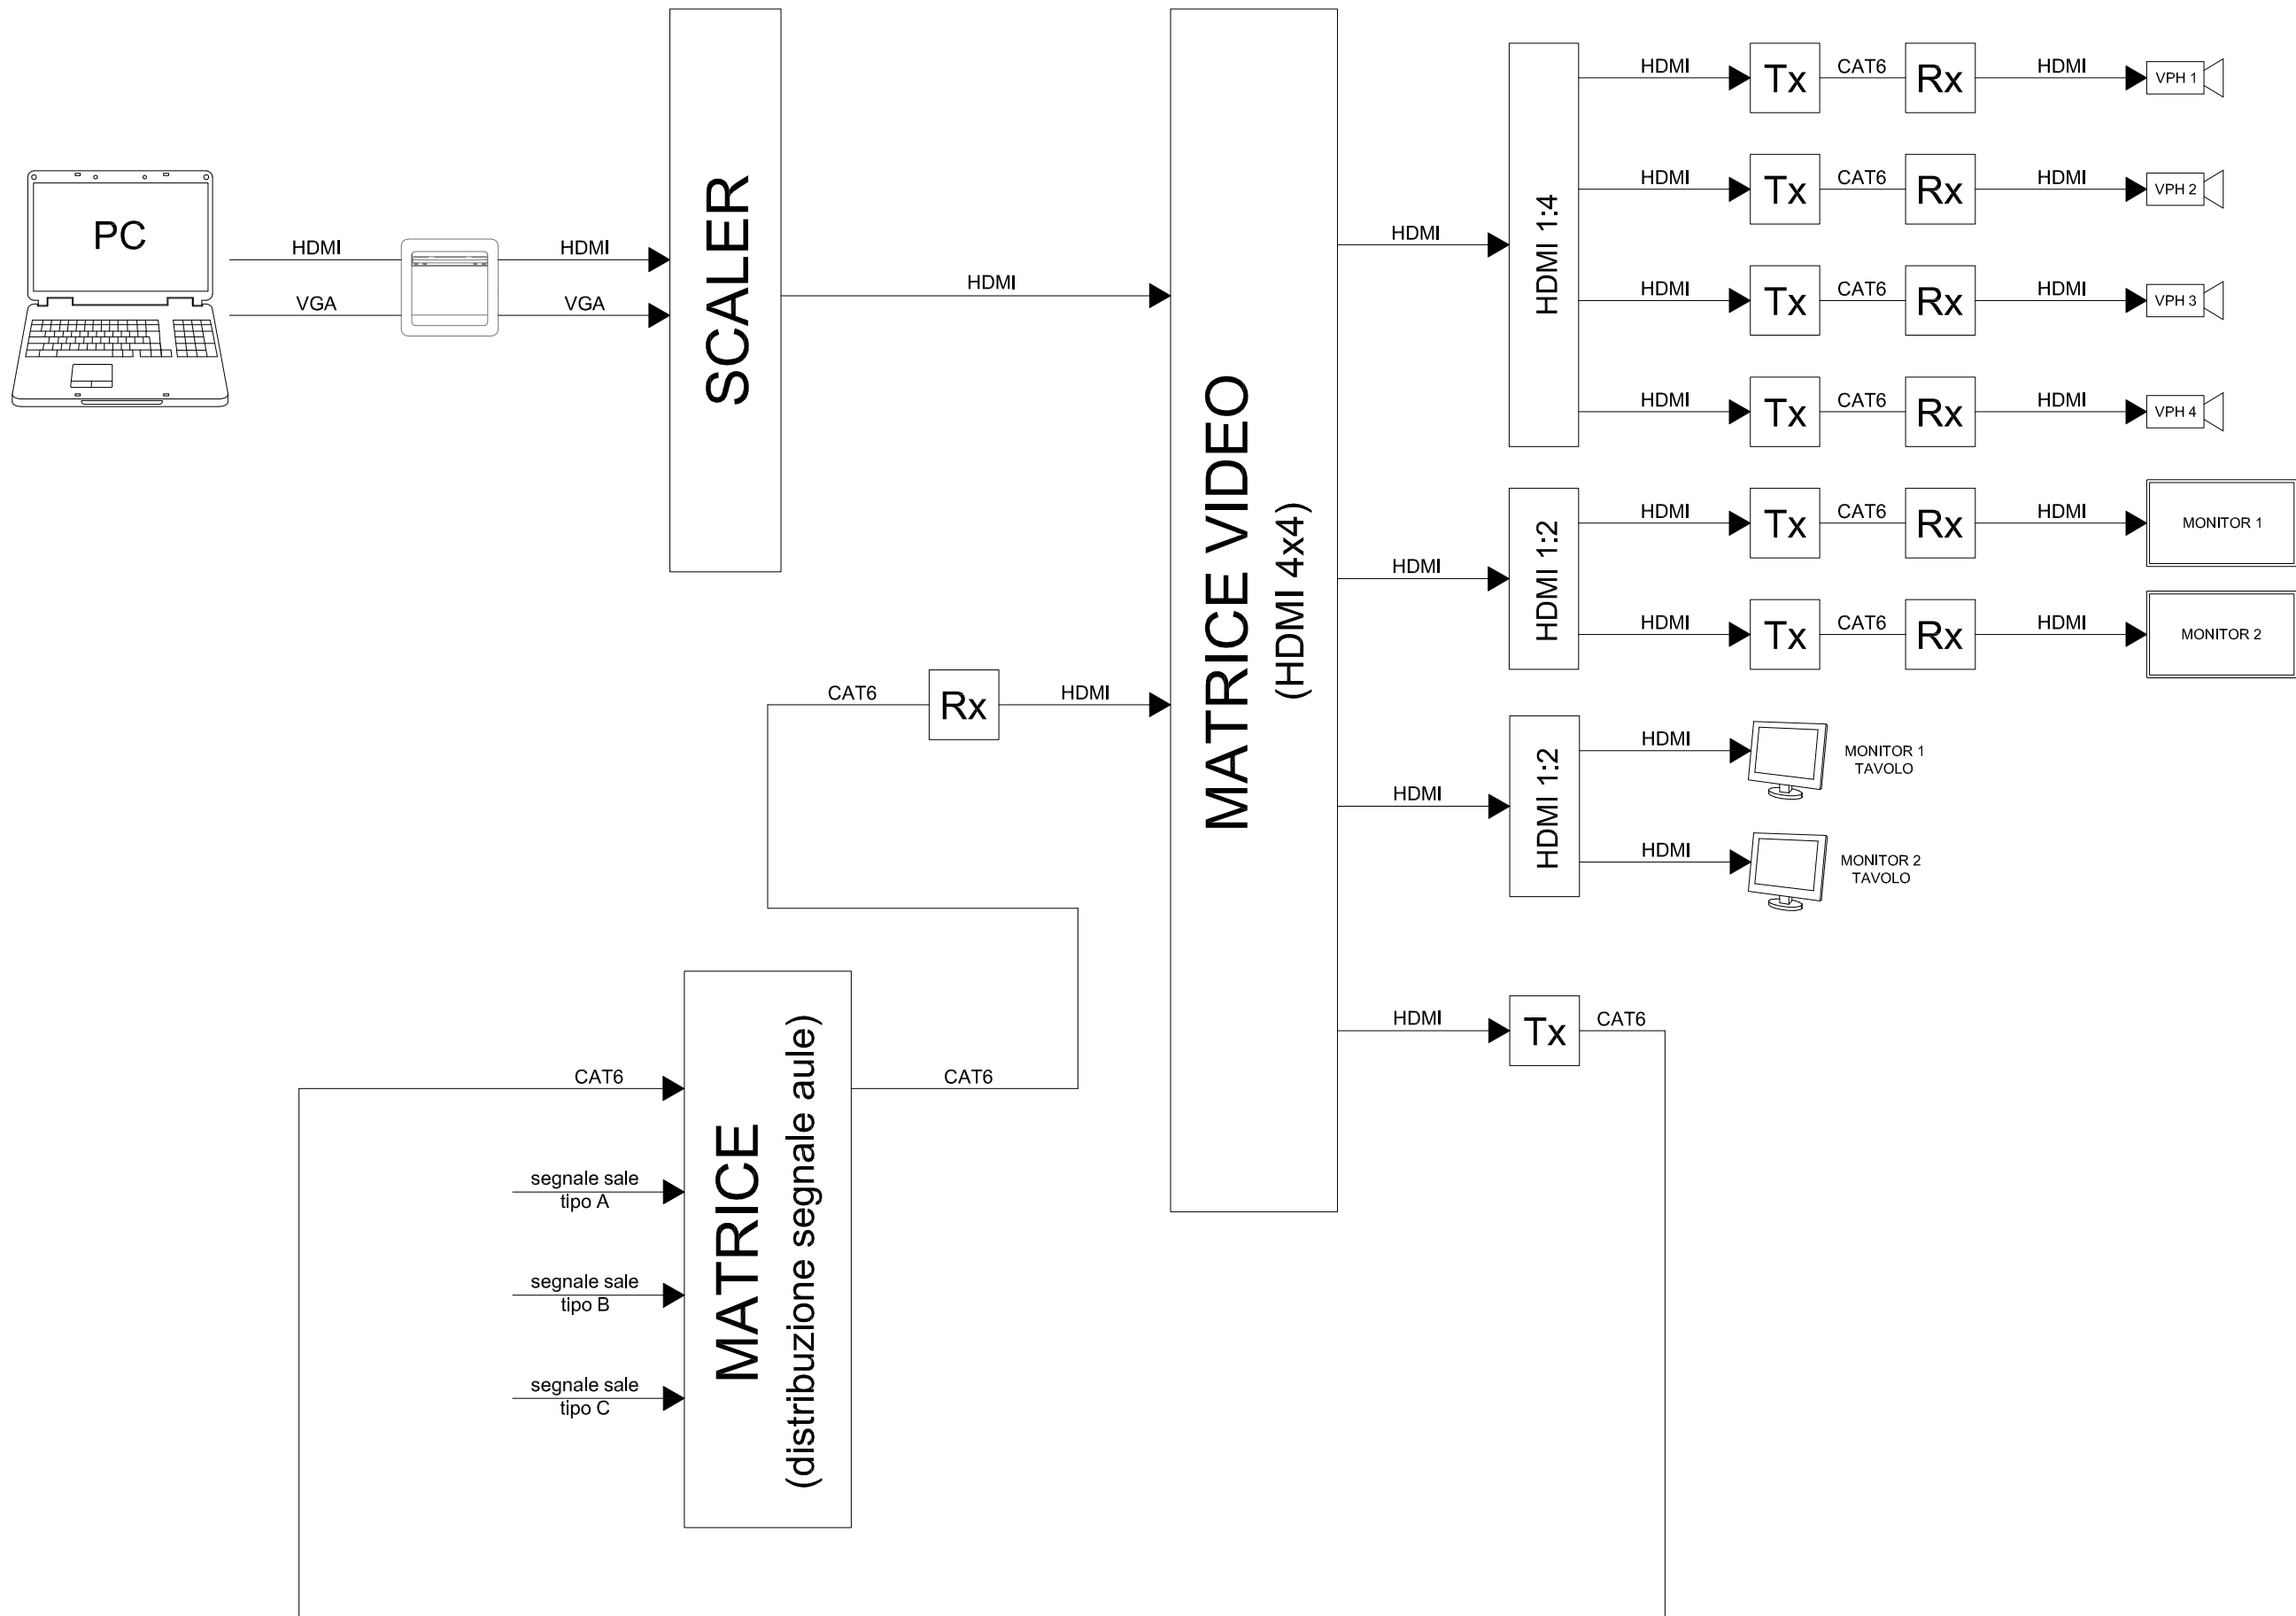 PC
HDMI
HDMI
VGA
VGA
SCALER
HDMI
MATRICE VIDEO
(HDMI 4x4)
HDMI
HDMI 1:4
HDMI
Tx
CAT6
Rx
HDMI
VPH 1
HDMI
Tx
CAT6
Rx
HDMI
VPH 2
HDMI
Tx
CAT6
Rx
HDMI
VPH 3
HDMI
Tx
CAT6
Rx
HDMI
VPH 4
HDMI
HDMI 1:2
HDMI
Tx
CAT6
Rx
HDMI
MONITOR 1
HDMI
Tx
CAT6
Rx
HDMI
MONITOR 2
CAT6
Rx
HDMI
HDMI
HDMI 1:2
HDMI
MONITOR 1
TAVOLO
HDMI
MONITOR 2
TAVOLO
HDMI
Tx
CAT6
CAT6
segnale sale
tipo A
segnale sale
tipo B
segnale sale
tipo C
MATRICE
(distribuzione segnale aule)
CAT6